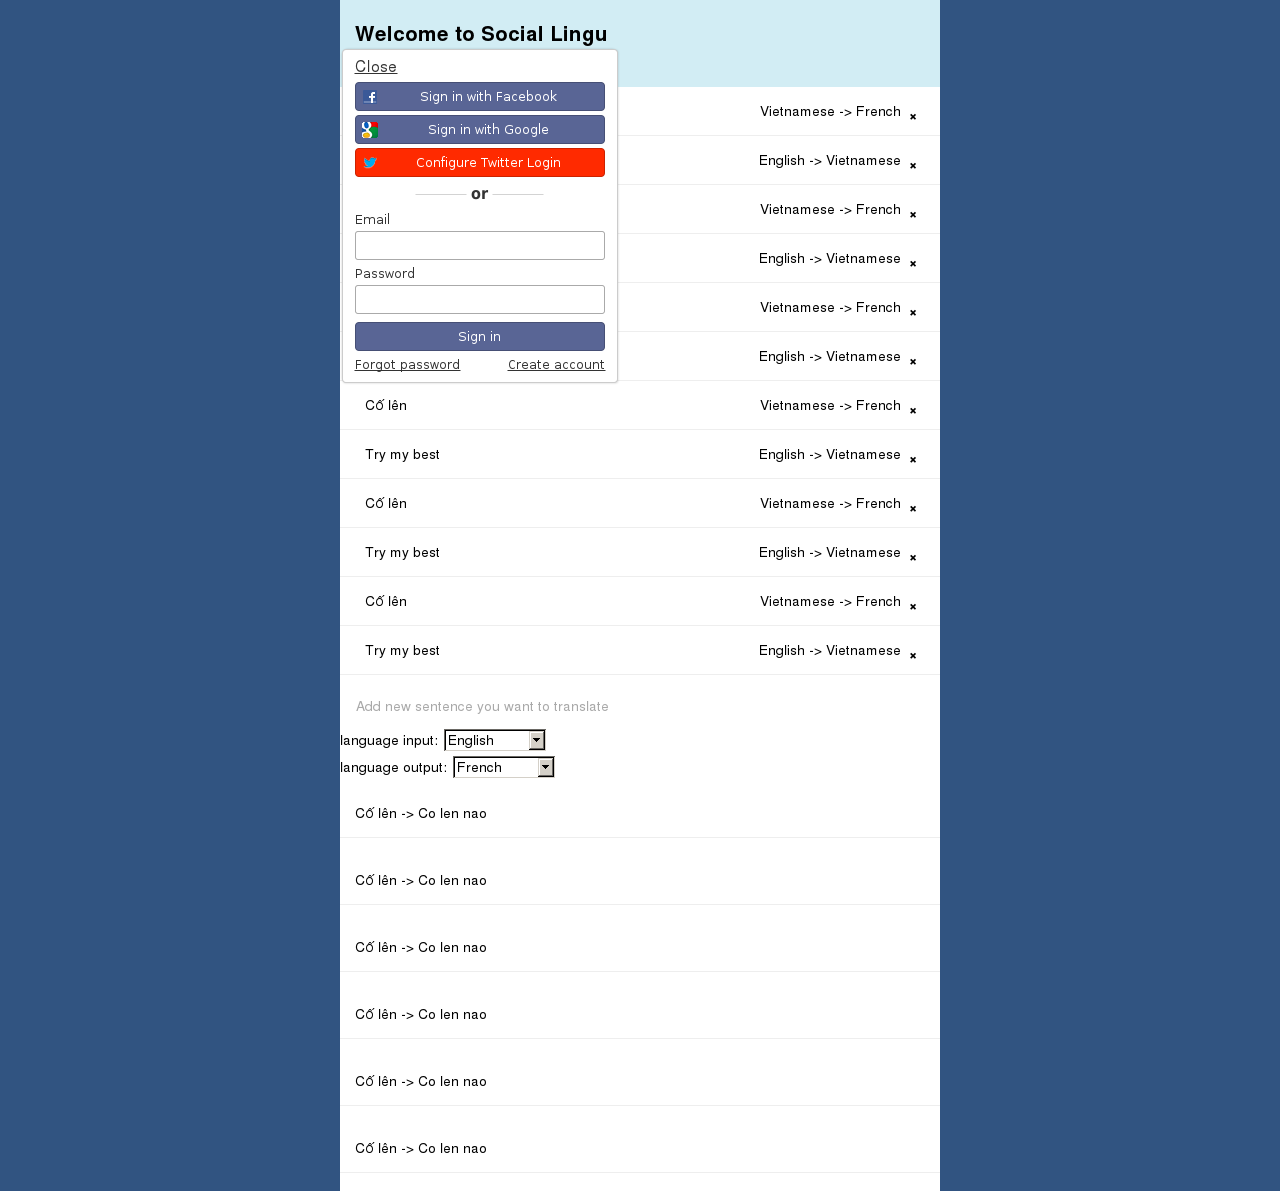 Welcome to Social Lingu
Close
Sign in with Facebook
Vietnamese -> French ×
Sign in with Google
Configure Twitter Login
English -> Vietnamese ×
or
Vietnamese -> French ×
Email
English -> Vietnamese ×
Password
Vietnamese -> French ×
Sign in
English -> Vietnamese ×
Forgot password Create account
Cố lên Vietnamese -> French ×
Try my best English -> Vietnamese ×
Cố lên Vietnamese -> French ×
Try my best English -> Vietnamese ×
Cố lên Vietnamese -> French ×
Try my best English -> Vietnamese ×
Add new sentence you want to translate
language input: English
language output: French
Cố lên -> Co len nao
Cố lên -> Co len nao
Cố lên -> Co len nao
Cố lên -> Co len nao
Cố lên -> Co len nao
Cố lên -> Co len nao